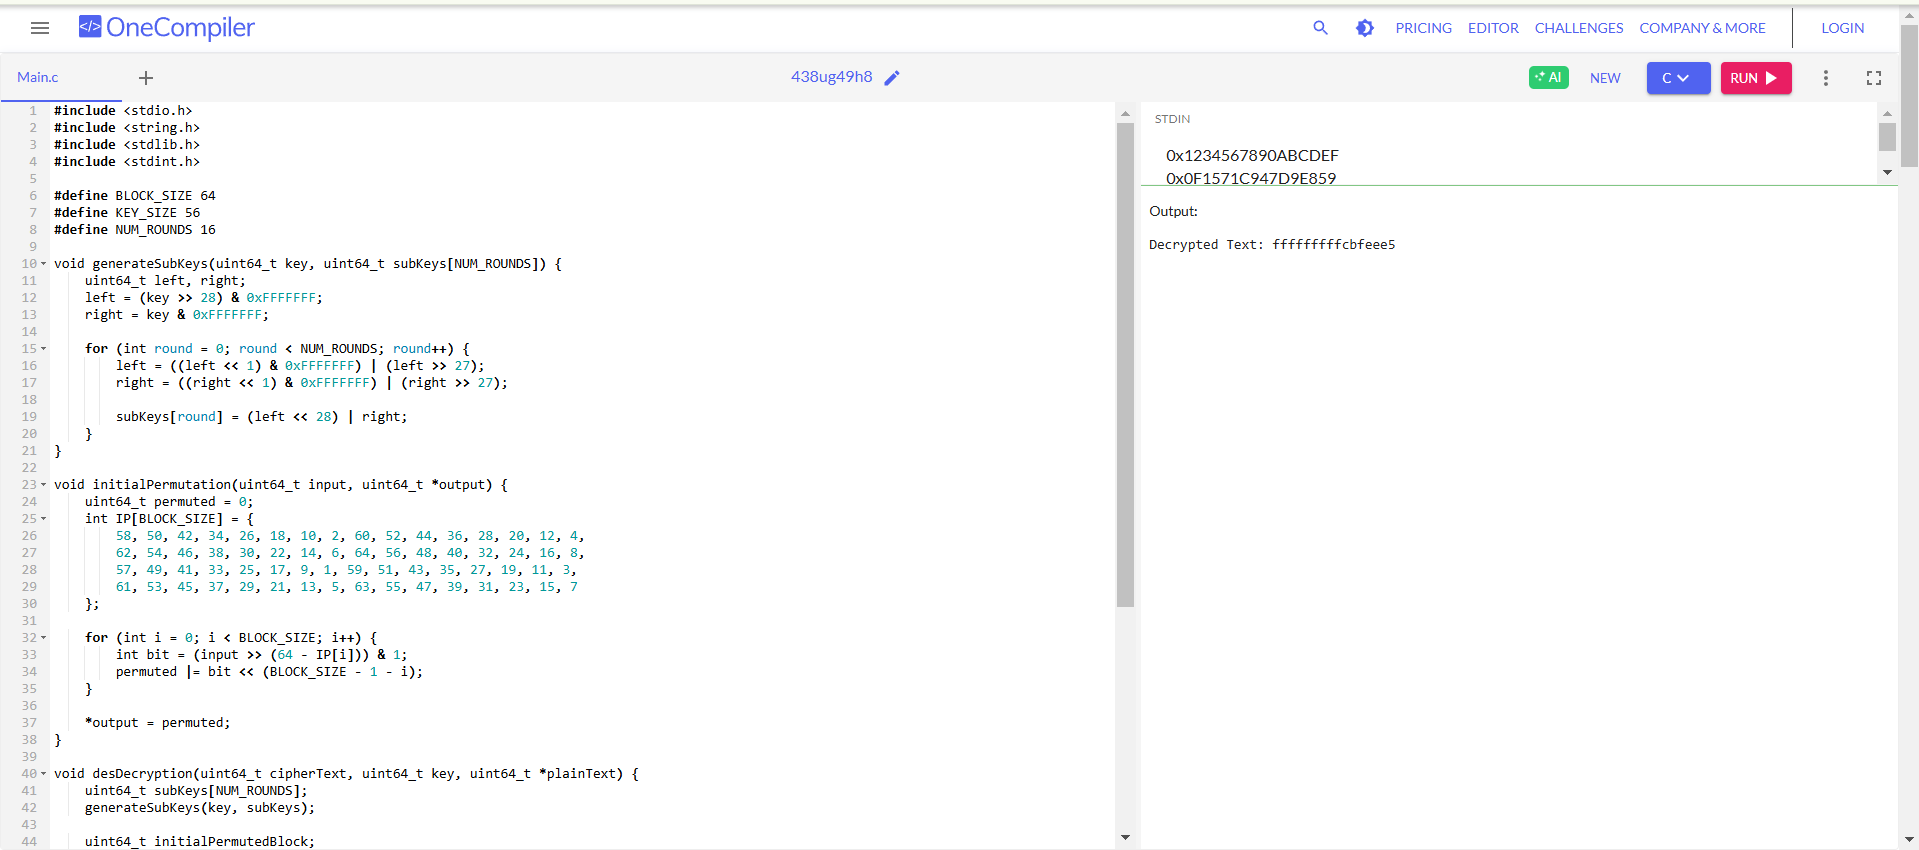 OneCompiler
PRICING EDITOR CHALLENGES COMPANY & MORE LOGIN
Main.c + 438ug49h8 AI NEW C RUN
1 #include <stdio.h>
2 #include <string.h>
3 #include <stdlib.h>
4 #include <stdint.h>
5
6 #define BLOCK_SIZE 64
7 #define KEY_SIZE 56
8 #define NUM_ROUNDS 16
9
10 void generateSubKeys(uint64_t key, uint64_t subKeys[NUM_ROUNDS]) {
11     uint64_t left, right;
12     left = (key >> 28) & 0xFFFFFFF;
13     right = key & 0xFFFFFFF;
14
15     for (int round = 0; round < NUM_ROUNDS; round++) {
16         left = ((left << 1) & 0xFFFFFFF) | (left >> 27);
17         right = ((right << 1) & 0xFFFFFFF) | (right >> 27);
18
19         subKeys[round] = (left << 28) | right;
20     }
21 }
22
23 void initialPermutation(uint64_t input, uint64_t *output) {
24     uint64_t permuted = 0;
25     int IP[BLOCK_SIZE] = {
26         58, 50, 42, 34, 26, 18, 10, 2, 60, 52, 44, 36, 28, 20, 12, 4,
27         62, 54, 46, 38, 30, 22, 14, 6, 64, 56, 48, 40, 32, 24, 16, 8,
28         57, 49, 41, 33, 25, 17, 9, 1, 59, 51, 43, 35, 27, 19, 11, 3,
29         61, 53, 45, 37, 29, 21, 13, 5, 63, 55, 47, 39, 31, 23, 15, 7
30     };
31
32     for (int i = 0; i < BLOCK_SIZE; i++) {
33         int bit = (input >> (64 - IP[i])) & 1;
34         permuted |= bit << (BLOCK_SIZE - 1 - i);
35     }
36
37     *output = permuted;
38 }
39
40 void desDecryption(uint64_t cipherText, uint64_t key, uint64_t *plainText) {
41     uint64_t subKeys[NUM_ROUNDS];
42     generateSubKeys(key, subKeys);
43
44     uint64_t initialPermutedBlock;
STDIN
0x1234567890ABCDEF
0x0F1571C947D9E859
Output:
Decrypted Text: fffffffffcbfeee5